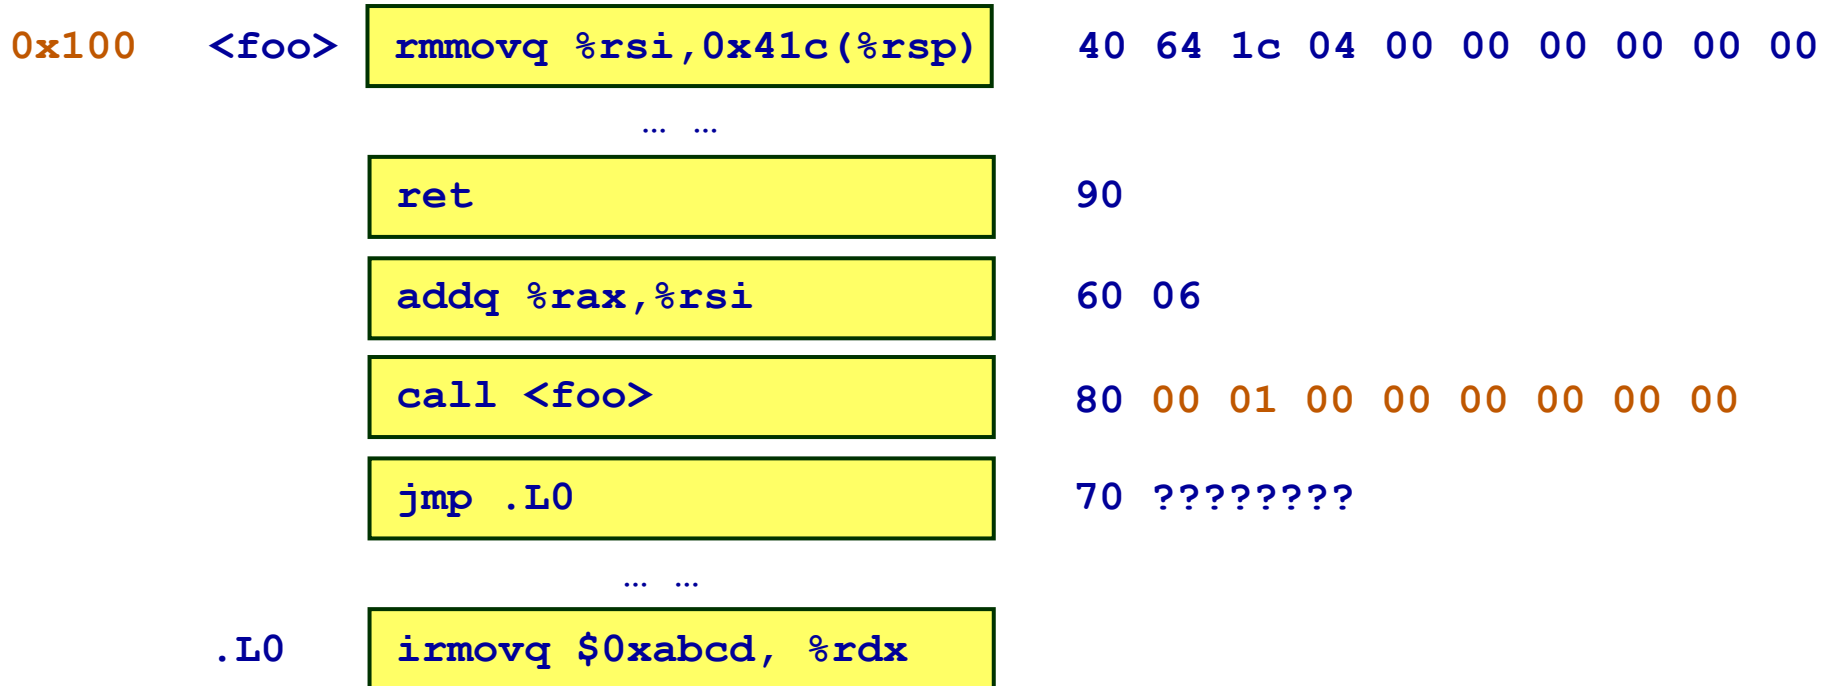 0x100 <foo> rmmovq %rsi,0x41c(%rsp) 40 64 1c 04 00 00 00 00 00 00
… …
ret 90
addq %rax,%rsi 60 06
call <foo> 80 00 01 00 00 00 00 00 00
jmp .L0 70 ????????
… …
.L0 irmovq $0xabcd, %rdx